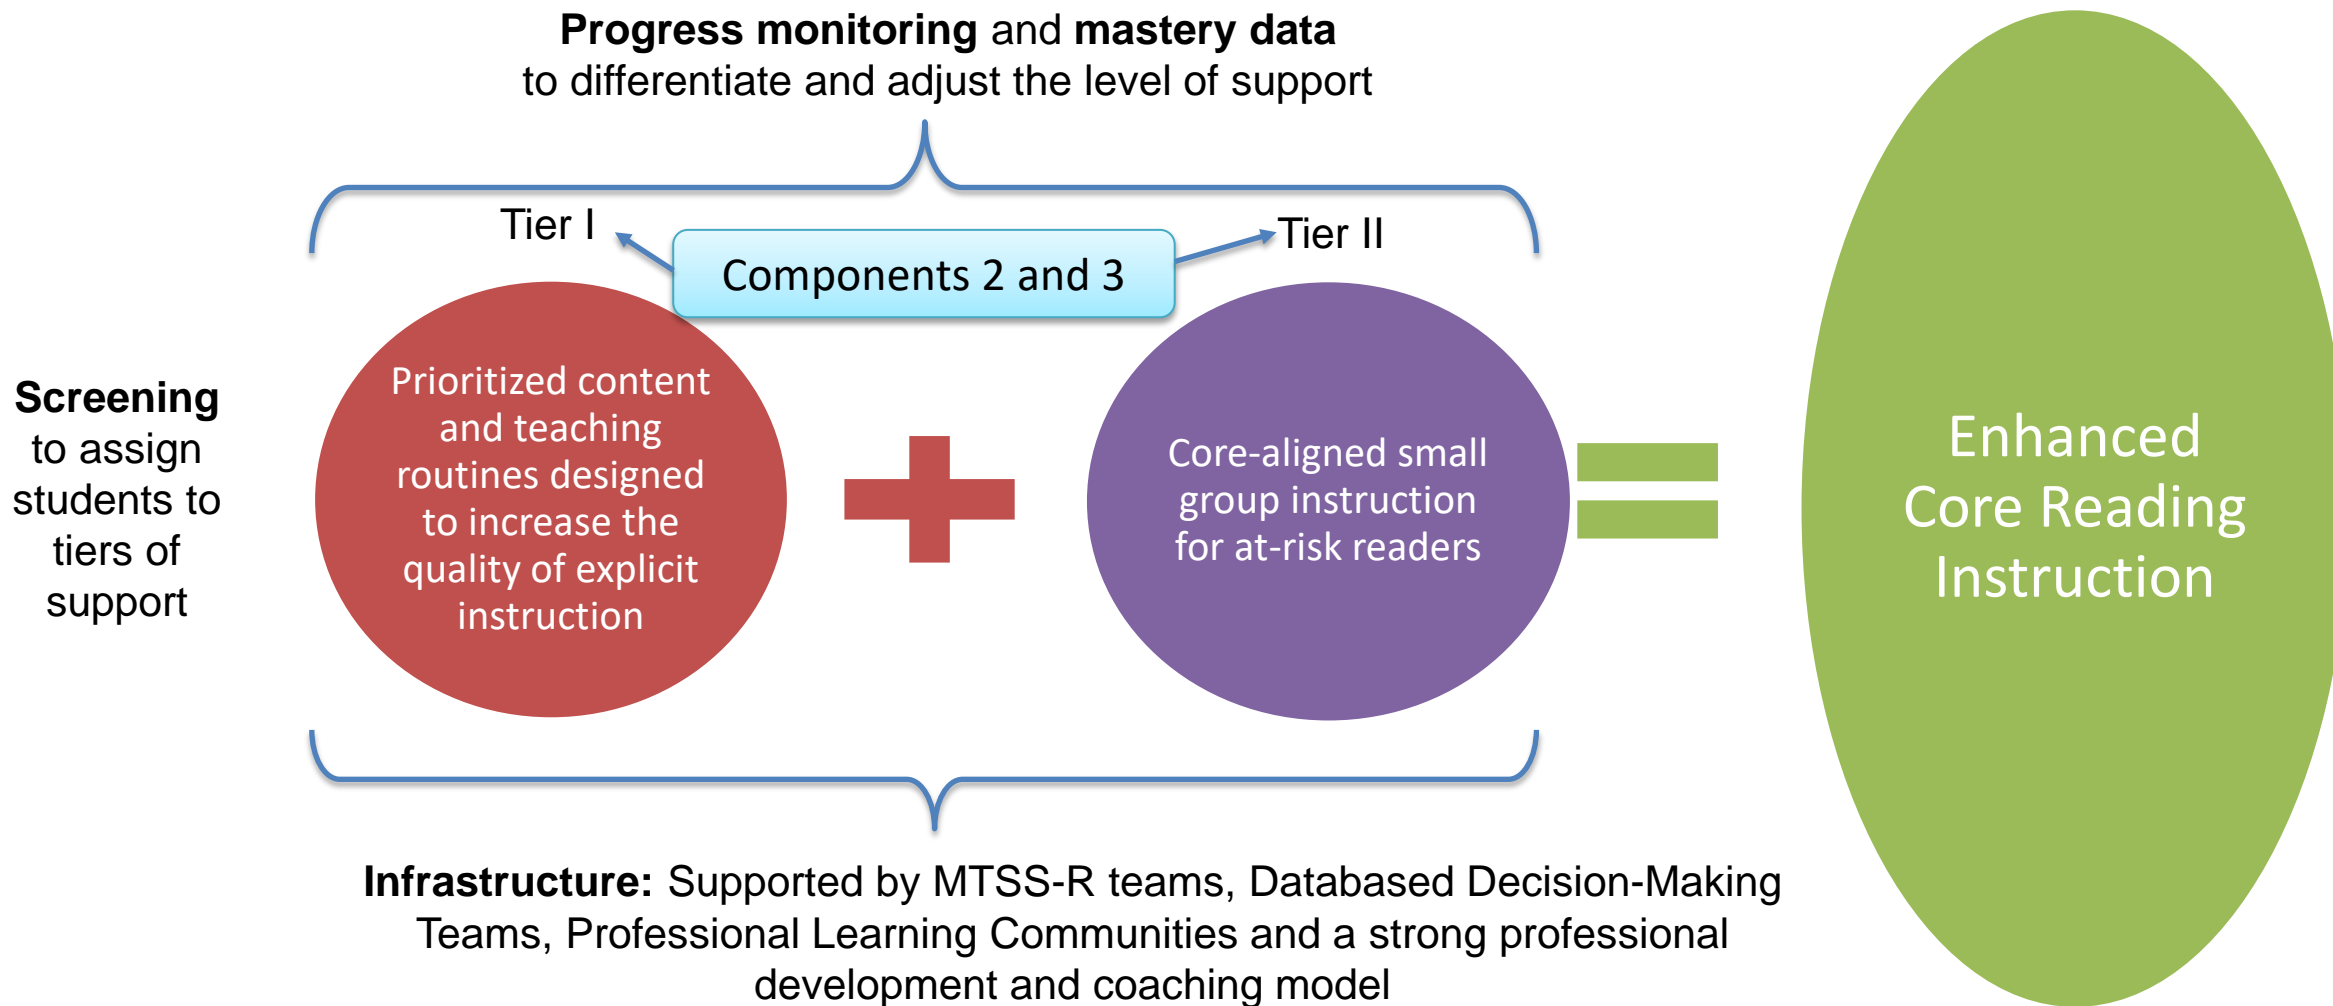 Progress monitoring and mastery data
to differentiate and adjust the level of support
Tier I
Tier II
Components 2 and 3
Screening
to assign
students to
tiers of
support
Prioritized content
and teaching
routines designed
to increase the
quality of explicit
instruction
Core-aligned small
group instruction
for at-risk readers
Enhanced
Core Reading
Instruction
Infrastructure: Supported by MTSS-R teams, Databased Decision-Making
Teams, Professional Learning Communities and a strong professional
development and coaching model